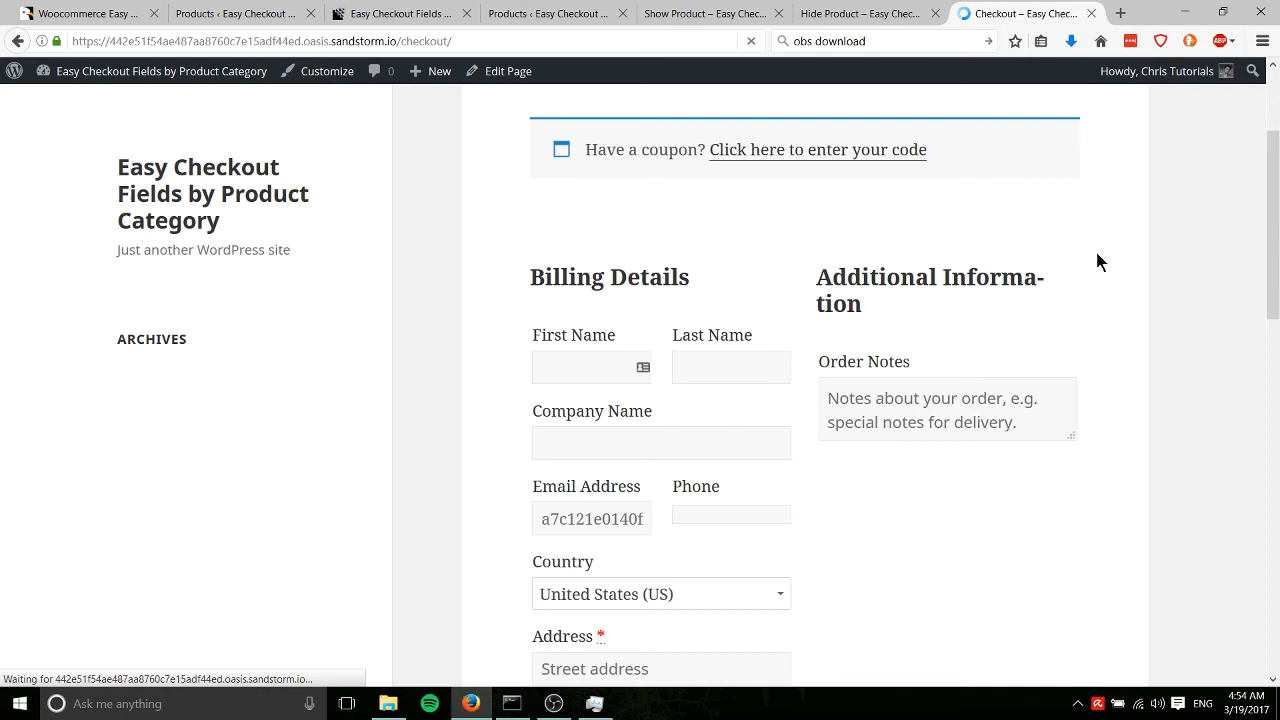 Woocommerce Easy ...
Products ‹ Easy Checkout ...
Easy Checkout Fields ...
Products ‹ Easy Checkout ...
Show Product – Easy Chec...
Hide Product – Easy Chec...
Checkout – Easy Chec...
https://442e51f54ae487aa8760c7e15adf44ed.oasis.sandstorm.io/checkout/
obs download
ABP
Easy Checkout Fields by Product Category
Customize
0
New
Edit Page
Howdy, Chris Tutorials
Have a coupon? Click here to enter your code
Easy Checkout
Fields by Product
Category
Just another WordPress site
ARCHIVES
Billing Details
First Name
Last Name
Company Name
Email Address
Phone
a7c121e0140f
Country
United States (US)
Address *
Street address
Additional Informa-
tion
Order Notes
Notes about your order, e.g.
special notes for delivery.
Waiting for 442e51f54ae487aa8760c7e15adf44ed.oasis.sandstorm.io...
Ask me anything
ENG
4:54 AM
3/19/2017